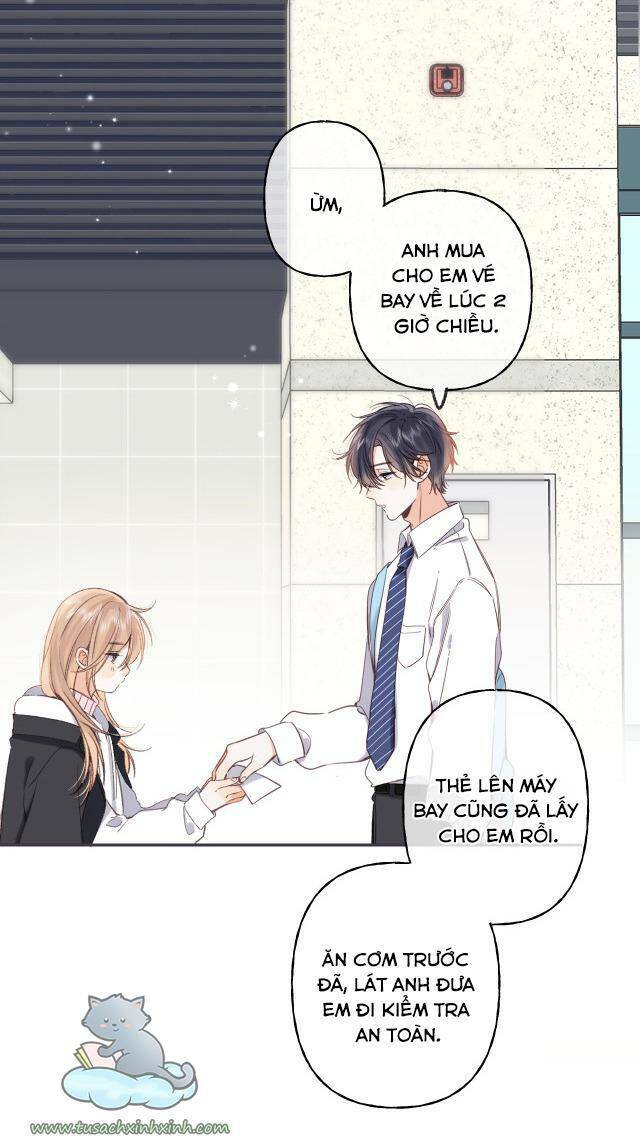 ỪM,
ANH MUA
CHO EM VÉ
BAY VỀ LÚC 2
GIỜ CHIỀU.
THẺ LÊN MÁY
BAY CŨNG ĐÃ LẤY
CHO EM RỒI.
ĂN CƠM TRƯỚC
ĐÃ, LÁT ANH ĐƯA
EM ĐI KIỂM TRA
AN TOÀN.
www.tusachxinhxinh.com